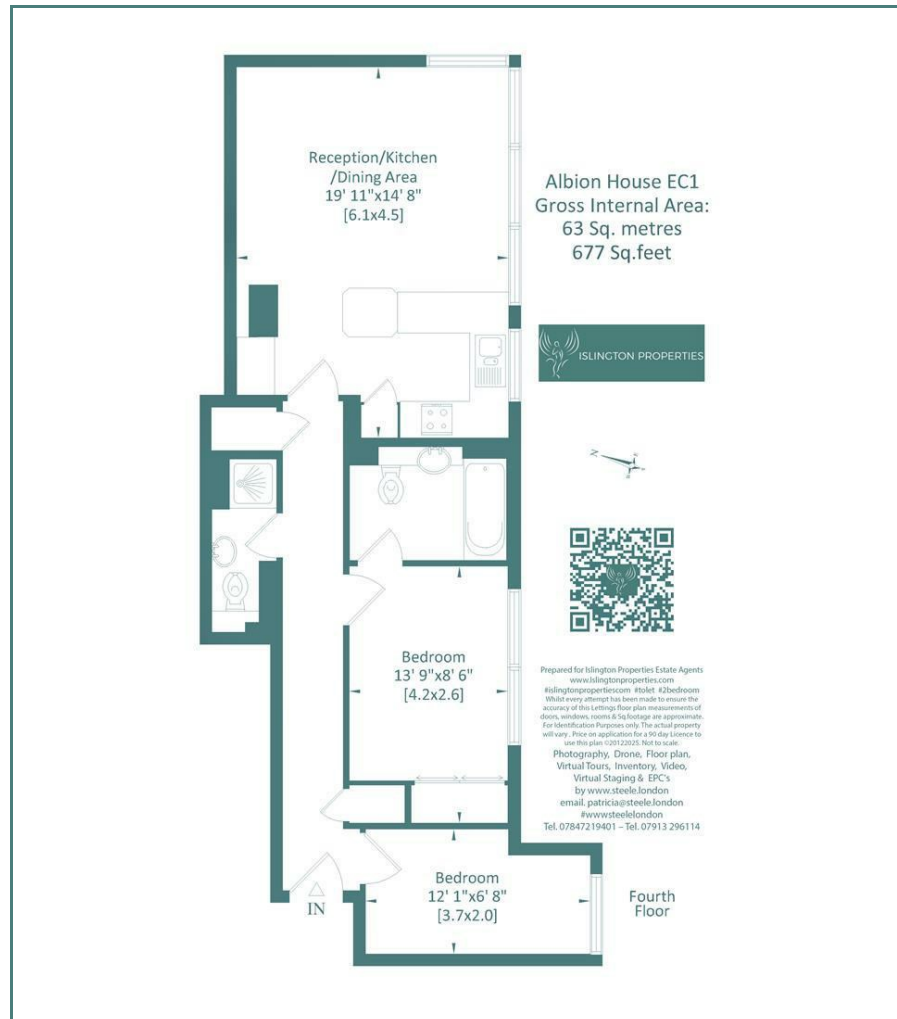 Reception/Kitchen
/Dining Area
19' 11"x14' 8"
[6.1x4.5]
Albion House EC1
Gross Internal Area:
63 Sq. metres
677 Sq.feet
ISLINGTON PROPERTIES
N
Bedroom
13' 9"x8' 6"
[4.2x2.6]
Prepared for Islington Properties Estate Agents
www.Islingtonproperties.com
#islingtonpropertiescom #tolet #2bedroom
Whilst every attempt has been made to ensure the
accuracy of this Lettings floor plan measurements of
doors, windows, rooms & Sq.footage are approximate.
For Identification Purposes only. The actual property
will vary. Price on application for a 90 day Licence to
use this plan ©20122025. Not to scale.
Photography, Drone, Floor plan,
Virtual Tours, Inventory, Video,
Virtual Staging & EPC's
by www.steele.london
email. patricia@steele.london
#wwwsteelelondon
Tel. 07847219401 – Tel. 07913 296114
Bedroom
12' 1"x6' 8"
[3.7x2.0]
IN
Fourth
Floor